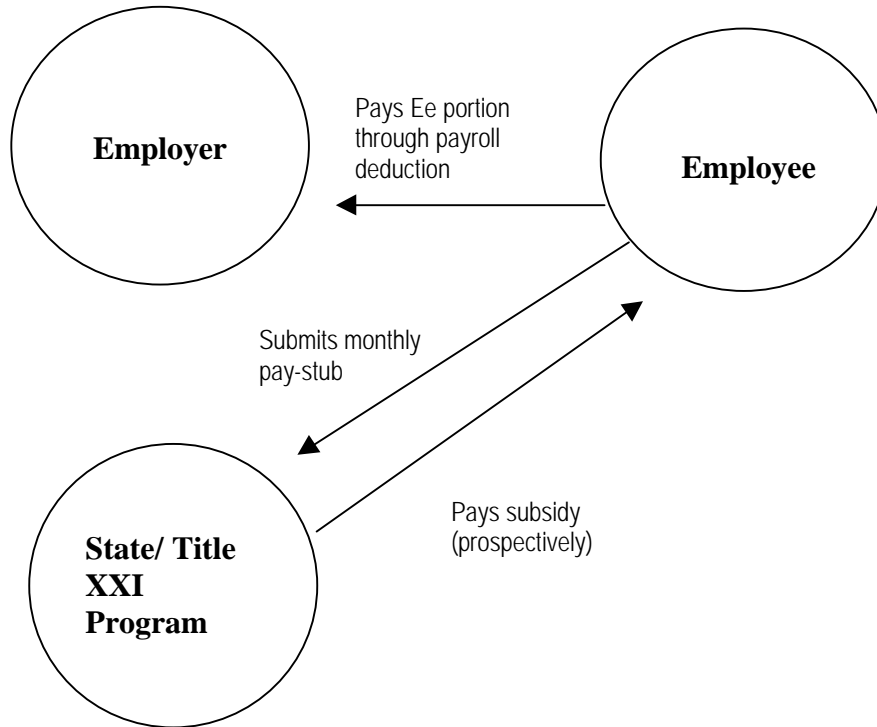 Employer
Pays Ee portion
through payroll
deduction
Employee
Submits monthly
pay-stub
Pays subsidy
(prospectively)
State/ Title
XXI
Program